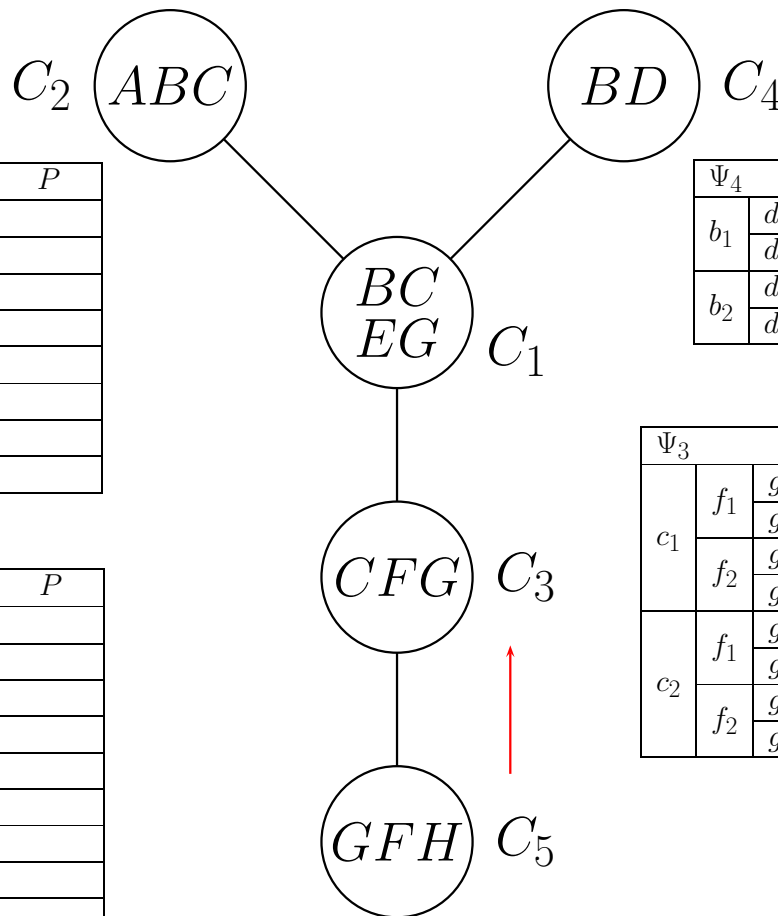 C₂ ABC
BD C₄
P
Ψ₄
b₁ d
d
b₂ d
d
BC
EG
C₁
Ψ₃
c₁ f₁ g
g
f₂ g
g
c₂ f₁ g
g
f₂ g
g
P
CFG C₃
GFH C₅